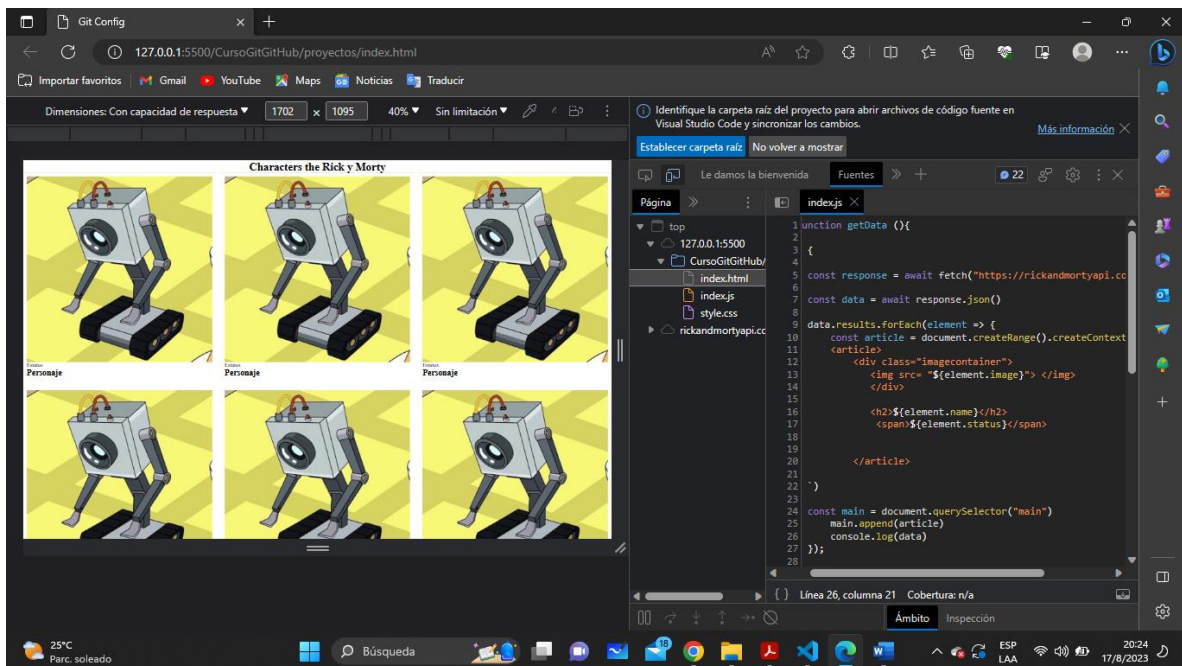 Git Config
127.0.0.1:5500/CursoGitGitHub/proyectos/index.html
Importar favoritos Gmail YouTube Maps Noticias Traducir
Dimensiones: Con capacidad de respuesta 1702 x 1095 40% Sin limitación
Characters the Rick y Morty
Personaje Personaje Personaje
Identifique la carpeta raíz del proyecto para abrir archivos de código fuente en
Visual Studio Code y sincronizar los cambios.
Más información
Establecer carpeta raíz No volver a mostrar
Le damos la bienvenida Fuentes 22
Página index.js
top
127.0.0.1:5500
CursoGitGitHub/
index.html
index.js
style.css
rickandmortyapi.cc
1 unction getData (){
2
3 {
4
5 const response = await fetch("https://rickandmortyapi.cc
6
7 const data = await response.json()
8
9 data.results.forEach(element => {
10 const article = document.createRange().createContext
11 <article>
12 <div class="imagecontainer">
13 <img src= "${element.image}"> </img>
14 </div>
15
16 <h2>${element.name}</h2>
17 <span>${element.status}</span>
18
19
20 </article>
21
22 `)
23
24 const main = document.querySelector("main")
25 main.append(article)
26 console.log(data)
27 });
28
{ } Línea 26, columna 21 Cobertura: n/a
Ámbito Inspección
25°C
Parc. soleado
Búsqueda
18
ESP
LAA
20:24
17/8/2023